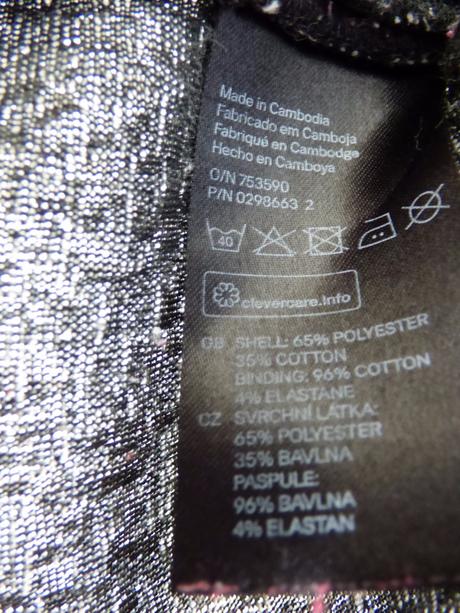 Made in Cambodia
Fabricado em Camboja
Fabriqué en Cambodge
Hecho en Camboya
O/N 753590
P/N 0298663 2
40
clevercare.info
GB SHELL: 65% POLYESTER
35% COTTON
BINDING: 96% COTTON
4% ELASTANE
CZ SVRCHNÍ LÁTKA:
65% POLYESTER
35% BAVLNA
PASPULE:
96% BAVLNA
4% ELASTAN